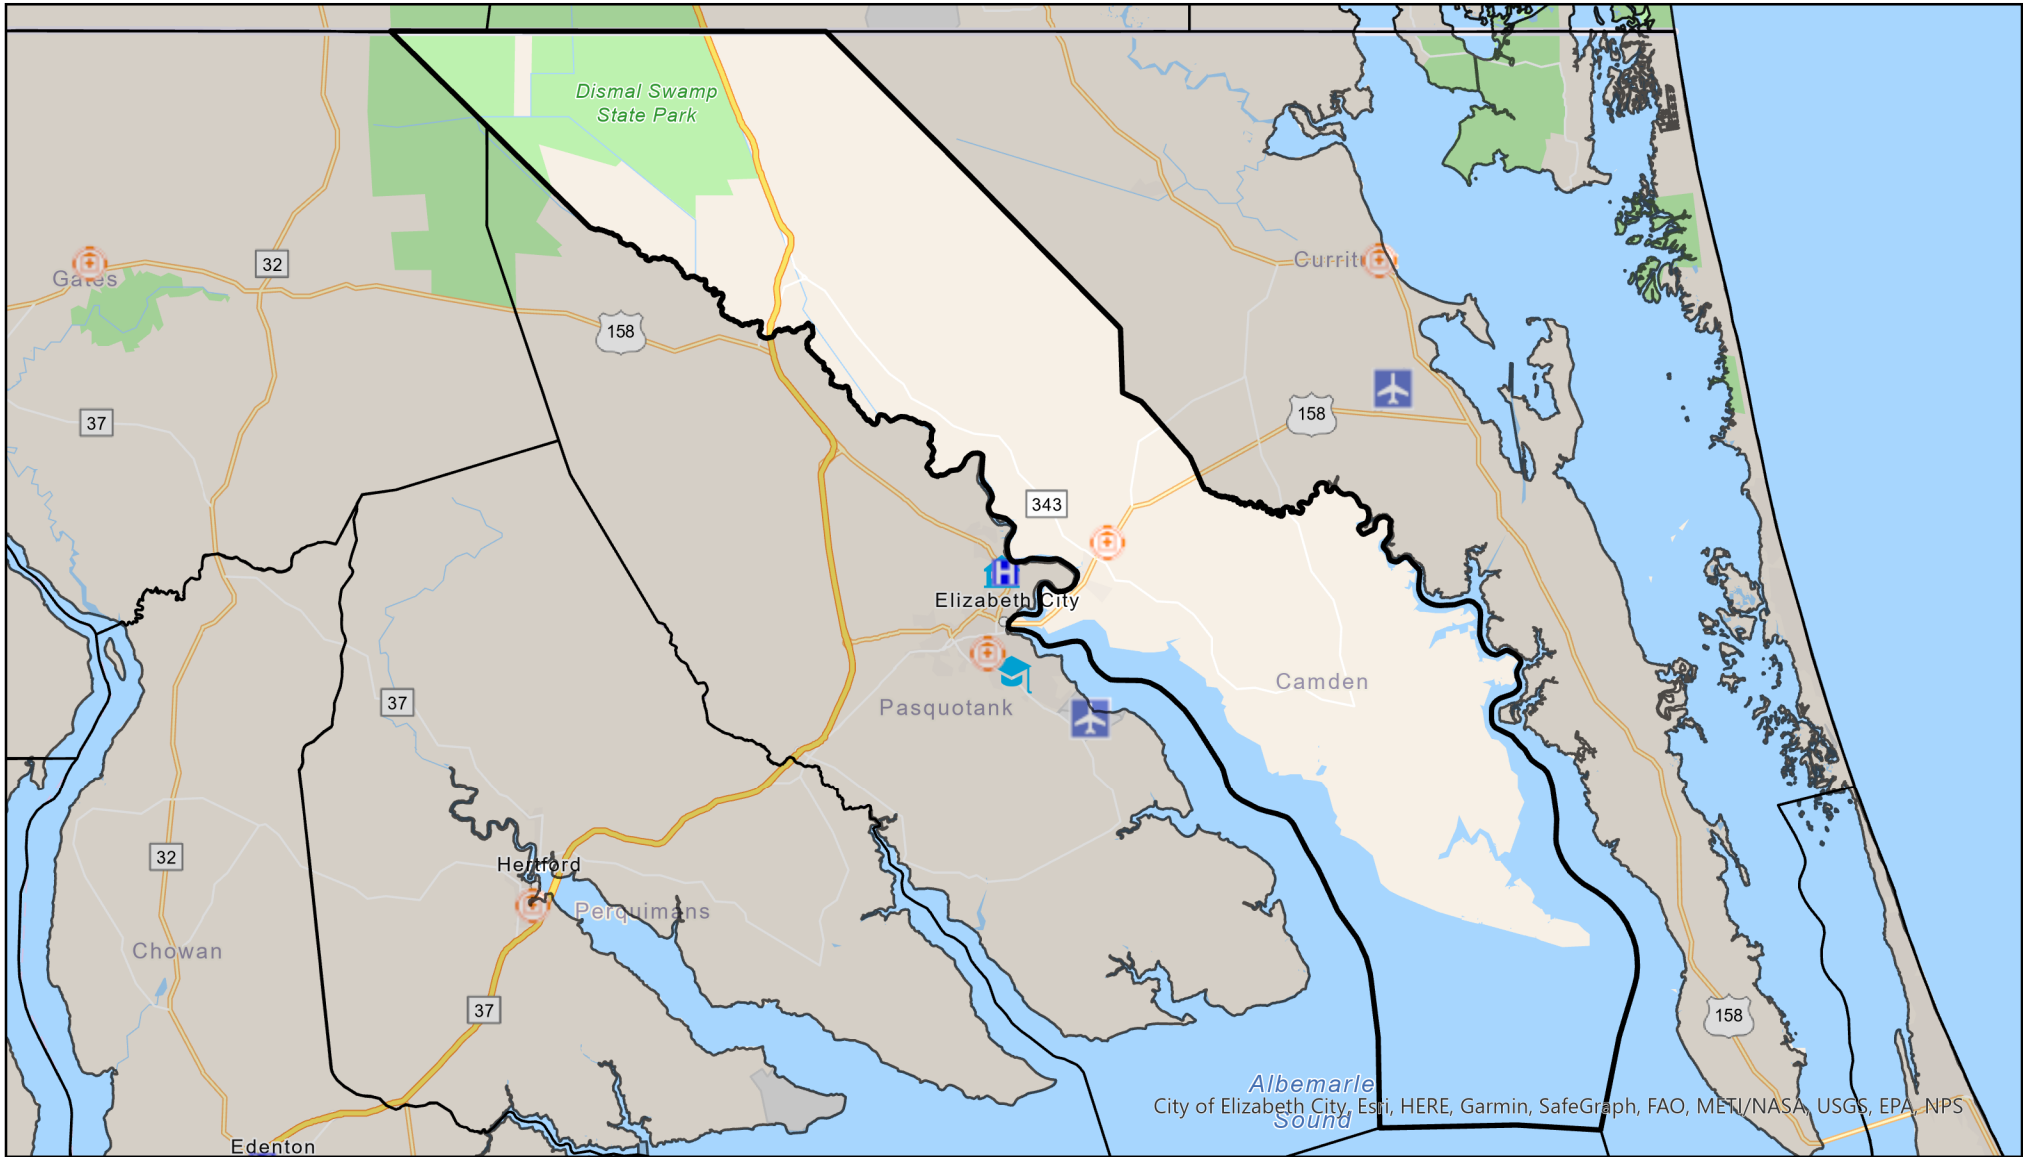 Dismal Swamp
State Park
32
Gates
Currit
158
37
158
343
Elizabeth City
Camden
37
Pasquotank
32
Hertford
Perquimans
Chowan
37
158
Albemarle
Sound
City of Elizabeth City, Esri, HERE, Garmin, SafeGraph, FAO, METI/NASA, USGS, EPA, NPS
Edenton
H